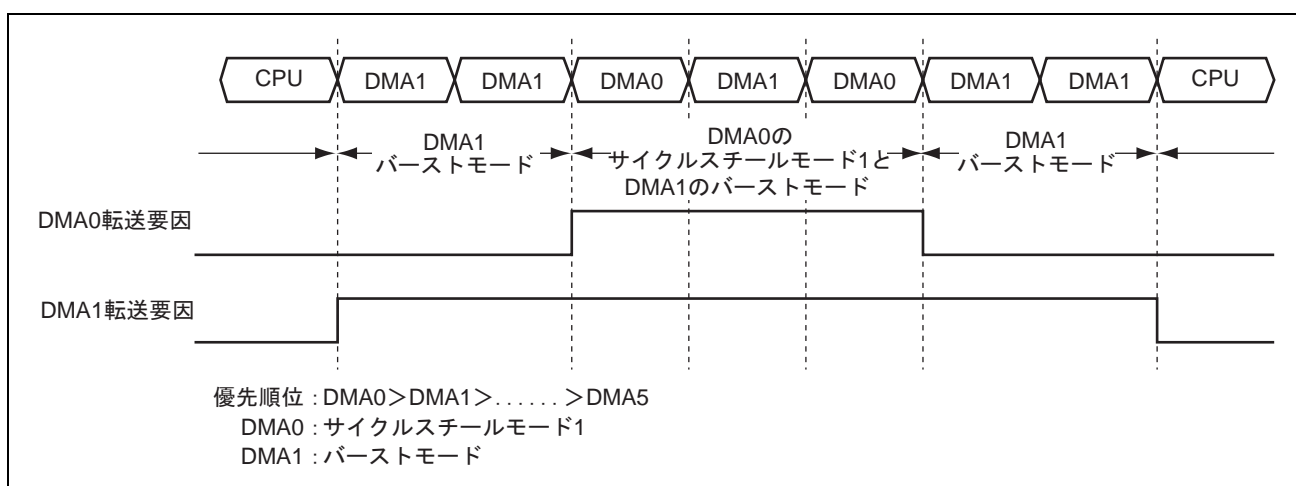 CPU DMA1 DMA1 DMA0 DMA1 DMA0 DMA1 DMA1 CPU
DMA1
バーストモード
DMA0の
サイクルスチールモード1と
DMA1のバーストモード
DMA1
バーストモード
DMA0転送要因
DMA1転送要因
優先順位：DMA0＞DMA1＞......＞DMA5
DMA0：サイクルスチールモード1
DMA1：バーストモード